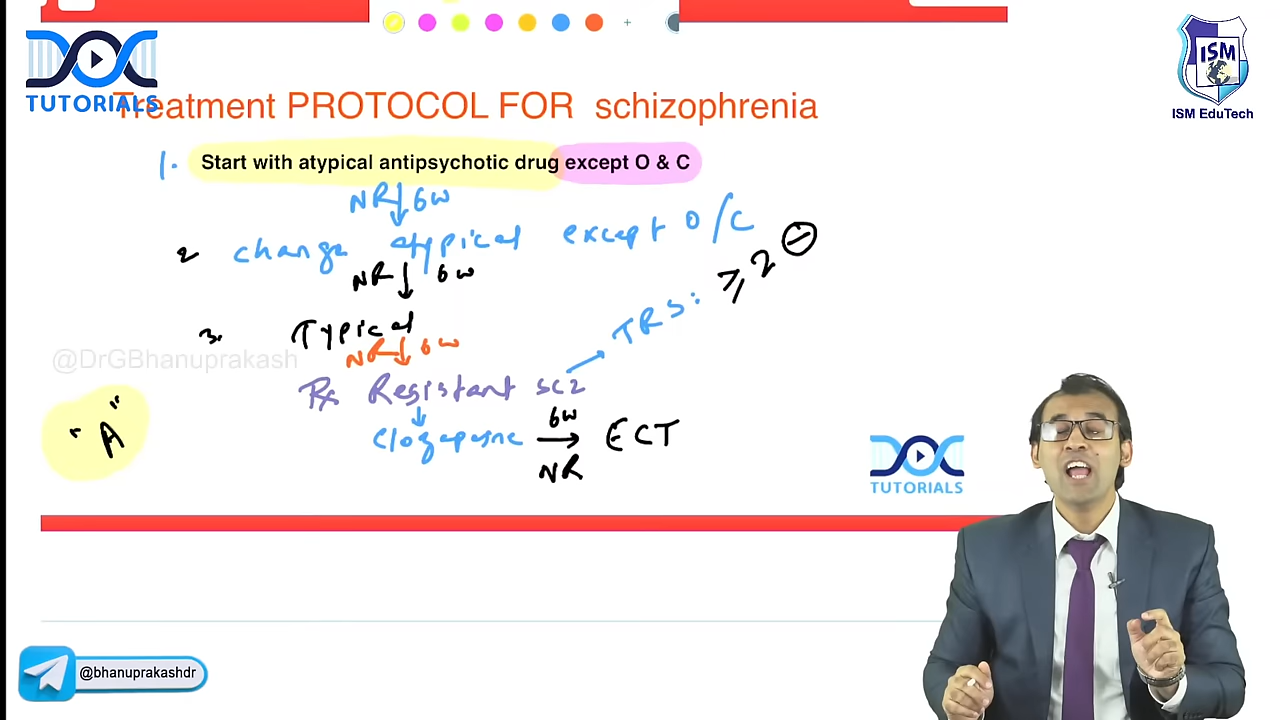 TUTORIALS
ISM
ISM EduTech
Treatment PROTOCOL FOR schizophrenia
1. Start with atypical antipsychotic drug except O & C
NR ↓ 6w
2. change atypical except O/C
NR ↓ 6w
3. Typical
NR ↓ 6w
TRS: ≥ 2 ⊖
@DrGBhanuprakash
Rx Resistant scz
"A"
↓
Clozapine → ECT
6w
NR
TUTORIALS
@bhanuprakashdr